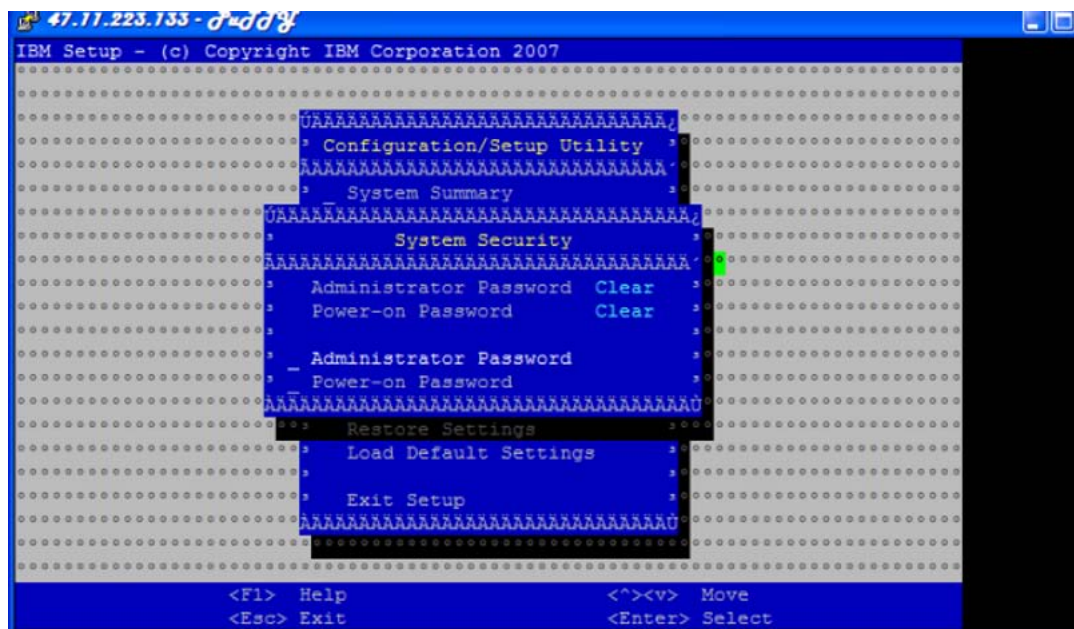 47.11.223.133 - PuTTY
IBM Setup - (c) Copyright IBM Corporation 2007
Configuration/Setup Utility
System Summary
System Security
Administrator Password Clear
Power-on Password Clear
_ Administrator Password
_ Power-on Password
Restore Settings
Load Default Settings
Exit Setup
<F1> Help <^><v> Move
<Esc> Exit <Enter> Select